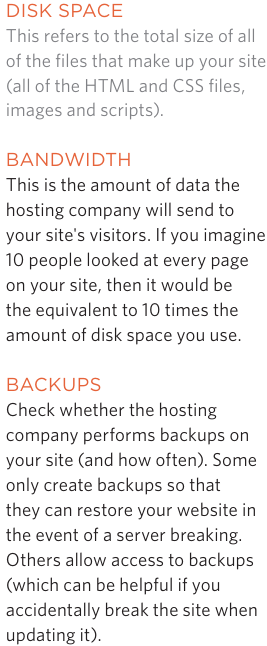 DISK SPACE
This refers to the total size of all
of the files that make up your site
(all of the HTML and CSS files,
images and scripts).
BANDWIDTH
This is the amount of data the
hosting company will send to
your site's visitors. If you imagine
10 people looked at every page
on your site, then it would be
the equivalent to 10 times the
amount of disk space you use.
BACKUPS
Check whether the hosting
company performs backups on
your site (and how often). Some
only create backups so that
they can restore your website in
the event of a server breaking.
Others allow access to backups
(which can be helpful if you
accidentally break the site when
updating it).